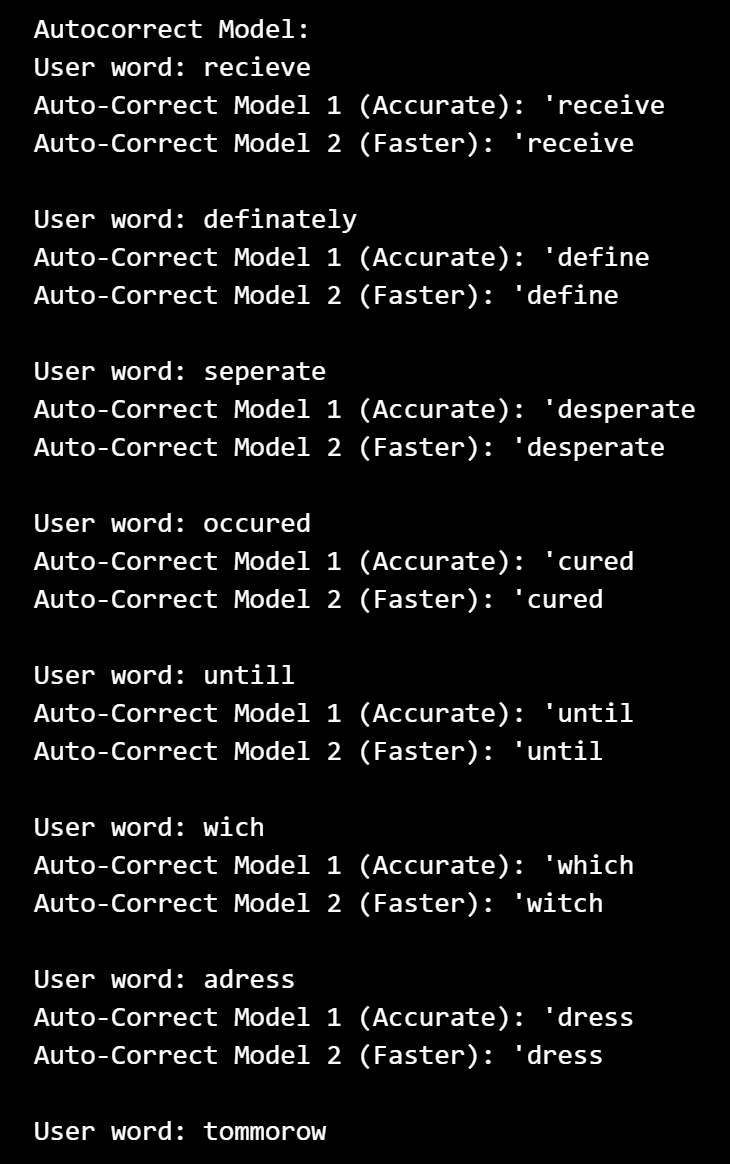 Autocorrect Model:
User word: recieve
Auto-Correct Model 1 (Accurate): 'receive
Auto-Correct Model 2 (Faster): 'receive
User word: definately
Auto-Correct Model 1 (Accurate): 'define
Auto-Correct Model 2 (Faster): 'define
User word: seperate
Auto-Correct Model 1 (Accurate): 'desperate
Auto-Correct Model 2 (Faster): 'desperate
User word: occured
Auto-Correct Model 1 (Accurate): 'cured
Auto-Correct Model 2 (Faster): 'cured
User word: untill
Auto-Correct Model 1 (Accurate): 'until
Auto-Correct Model 2 (Faster): 'until
User word: wich
Auto-Correct Model 1 (Accurate): 'which
Auto-Correct Model 2 (Faster): 'witch
User word: adress
Auto-Correct Model 1 (Accurate): 'dress
Auto-Correct Model 2 (Faster): 'dress
User word: tommorow